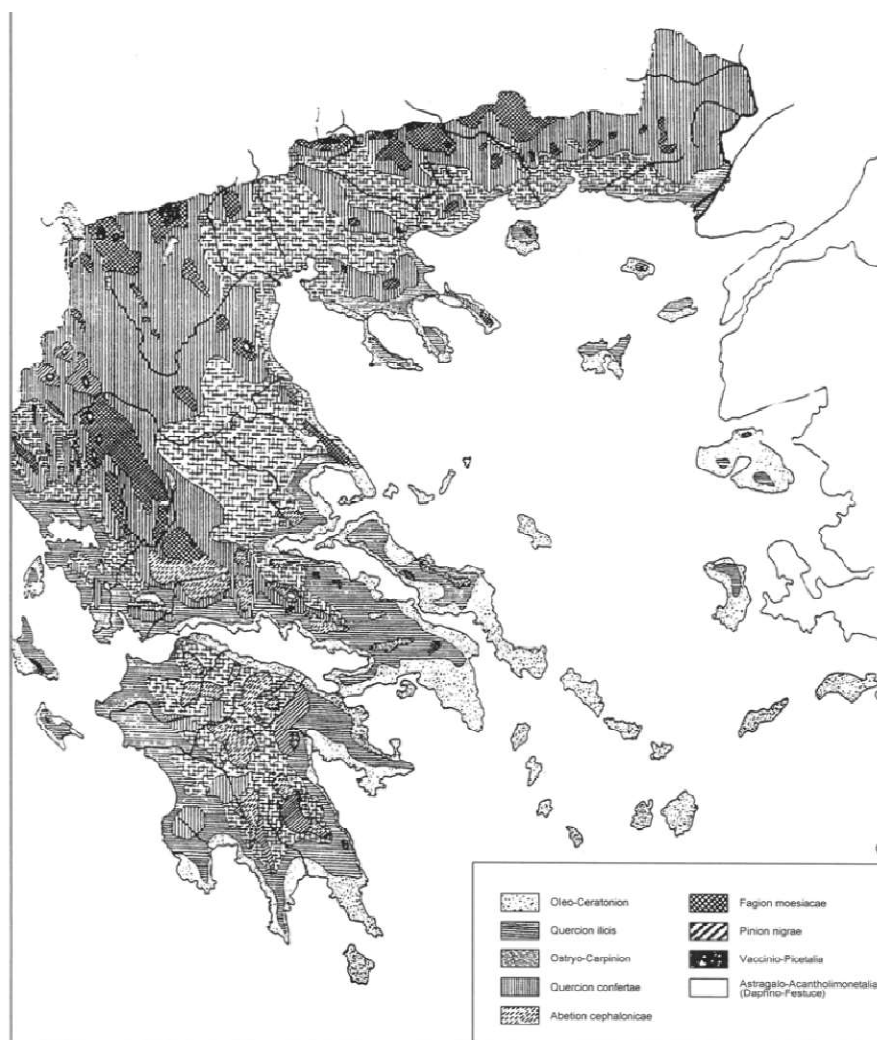 Oleo-Ceratonion
Quercion ilicis
Ostryo-Carpinion
Quercion confertae
Abetion cephalonicae
Fagion moesiacae
Pinion nigrae
Vaccinio-Picetalia
Astragalo-Acantholimonetalia
(Daphno-Festuce)